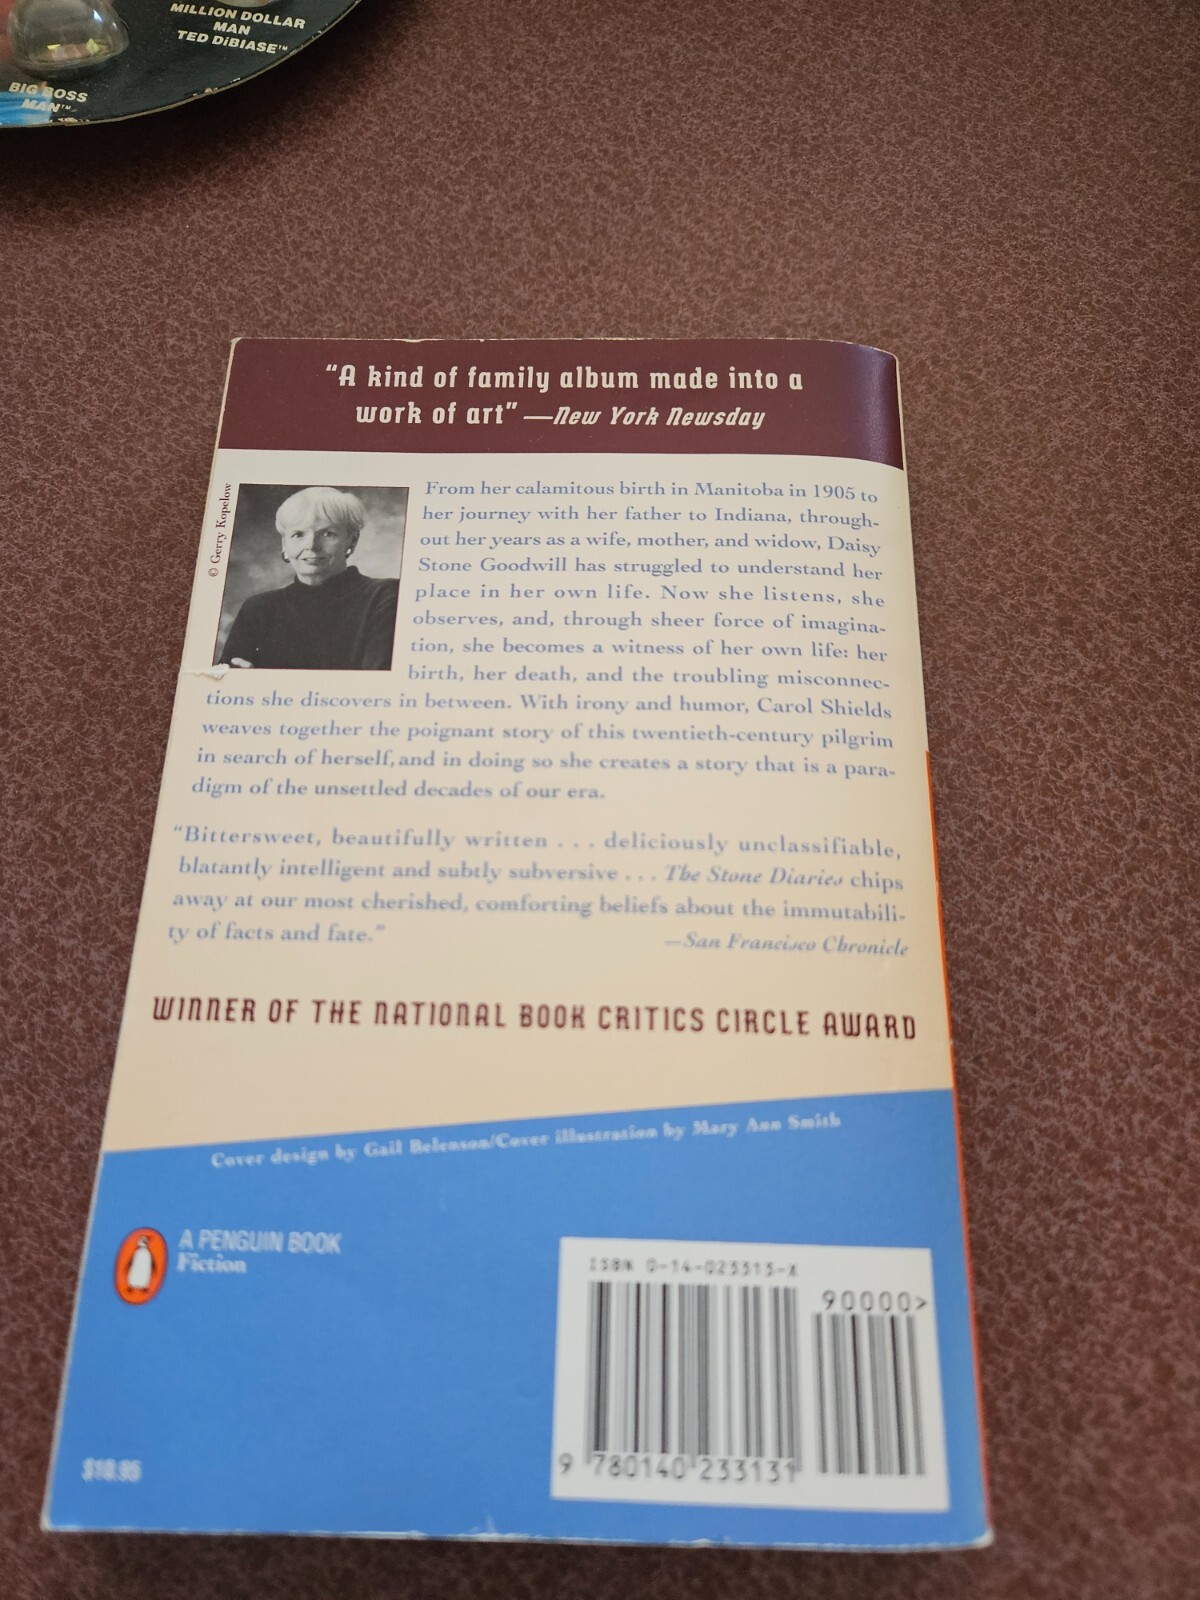 MILLION DOLLAR
MAN
TED DiBIASE™
BIG BOSS
MAN™
"A kind of family album made into a
work of art" —New York Newsday
© Gerry Kopelow
From her calamitous birth in Manitoba in 1905 to
her journey with her father to Indiana, through-
out her years as a wife, mother, and widow, Daisy
Stone Goodwill has struggled to understand her
place in her own life. Now she listens, she
observes, and, through sheer force of imagina-
tion, she becomes a witness of her own life: her
birth, her death, and the troubling misconnec-
tions she discovers in between. With irony and humor, Carol Shields
weaves together the poignant story of this twentieth-century pilgrim
in search of herself, and in doing so she creates a story that is a para-
digm of the unsettled decades of our era.
"Bittersweet, beautifully written . . . deliciously unclassifiable,
blatantly intelligent and subtly subversive . . . The Stone Diaries chips
away at our most cherished, comforting beliefs about the immutabili-
ty of facts and fate."
—San Francisco Chronicle
WINNER OF THE NATIONAL BOOK CRITICS CIRCLE AWARD
Cover design by Gail Belenson/Cover illustration by Mary Ann Smith
A PENGUIN BOOK
Fiction
ISBN 0-14-023313-X
90000>
9 780140 233131